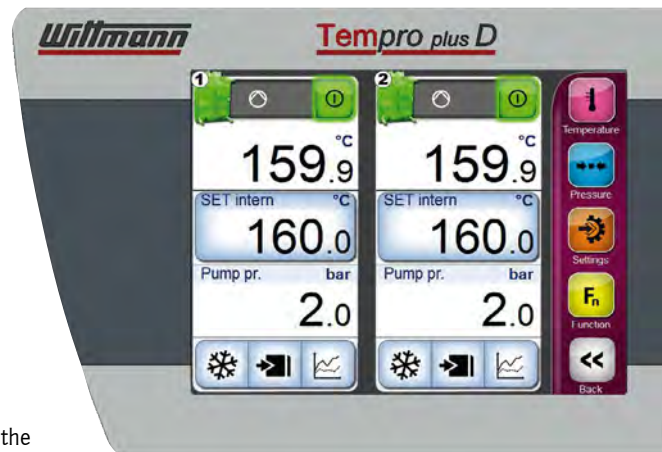 Wittmann
Tempro plus D
1
°C
159.9
SET intern °C
160.0
Pump pr. bar
2.0
2
°C
159.9
SET intern °C
160.0
Pump pr. bar
2.0
Temperature
Pressure
Settings
Fn
Function
Back
the